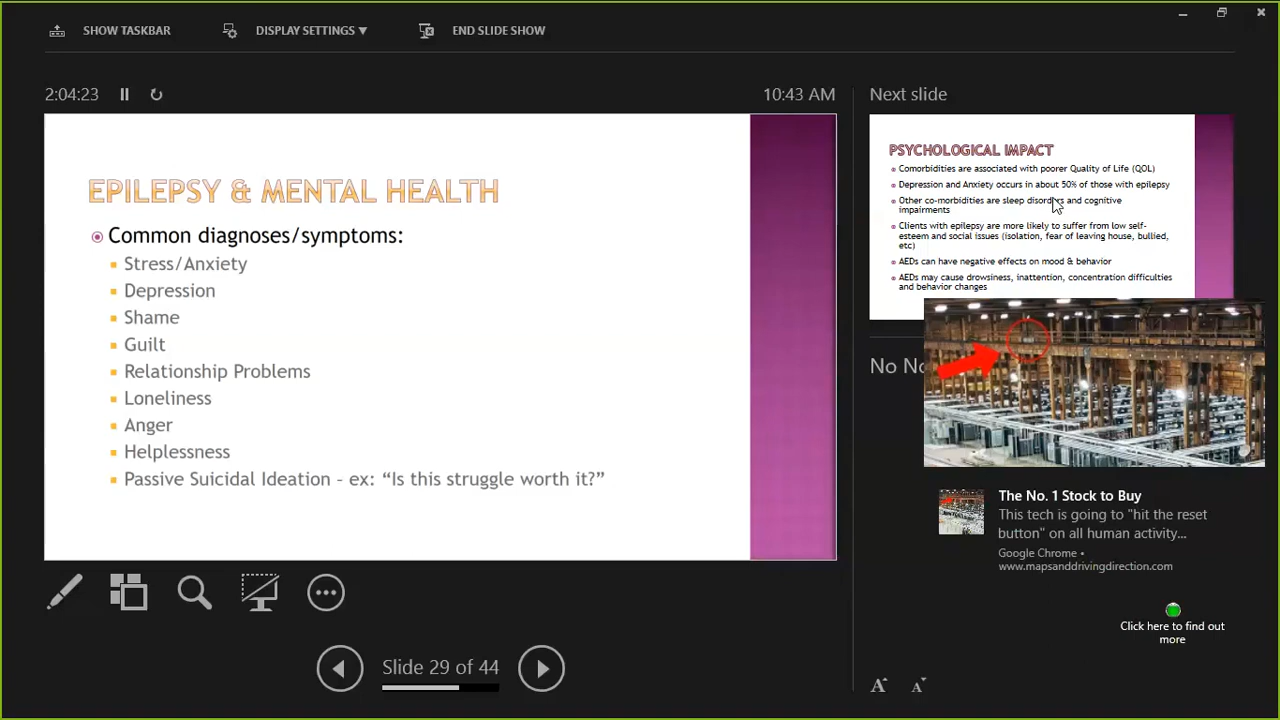 SHOW TASKBAR
DISPLAY SETTINGS ▼
END SLIDE SHOW
2:04:23
10:43 AM
EPILEPSY & MENTAL HEALTH
Common diagnoses/symptoms:
Stress/Anxiety
Depression
Shame
Guilt
Relationship Problems
Loneliness
Anger
Helplessness
Passive Suicidal Ideation – ex: “Is this struggle worth it?”
Slide 29 of 44
Next slide
PSYCHOLOGICAL IMPACT
Comorbidities are associated with poorer Quality of Life (QOL)
Depression and Anxiety occurs in about 50% of those with epilepsy
Other co-morbidities are sleep disorders and cognitive
impairments
Clients with epilepsy are more likely to suffer from low self-
esteem and social issues (isolation, fear of leaving house, bullied,
etc)
AEDs can have negative effects on mood & behavior
AEDs may cause drowsiness, inattention, concentration difficulties
and behavior changes
No No
The No. 1 Stock to Buy
This tech is going to "hit the reset
button" on all human activity...
Google Chrome •
www.mapsanddrivingdirection.com
Click here to find out
more
A A